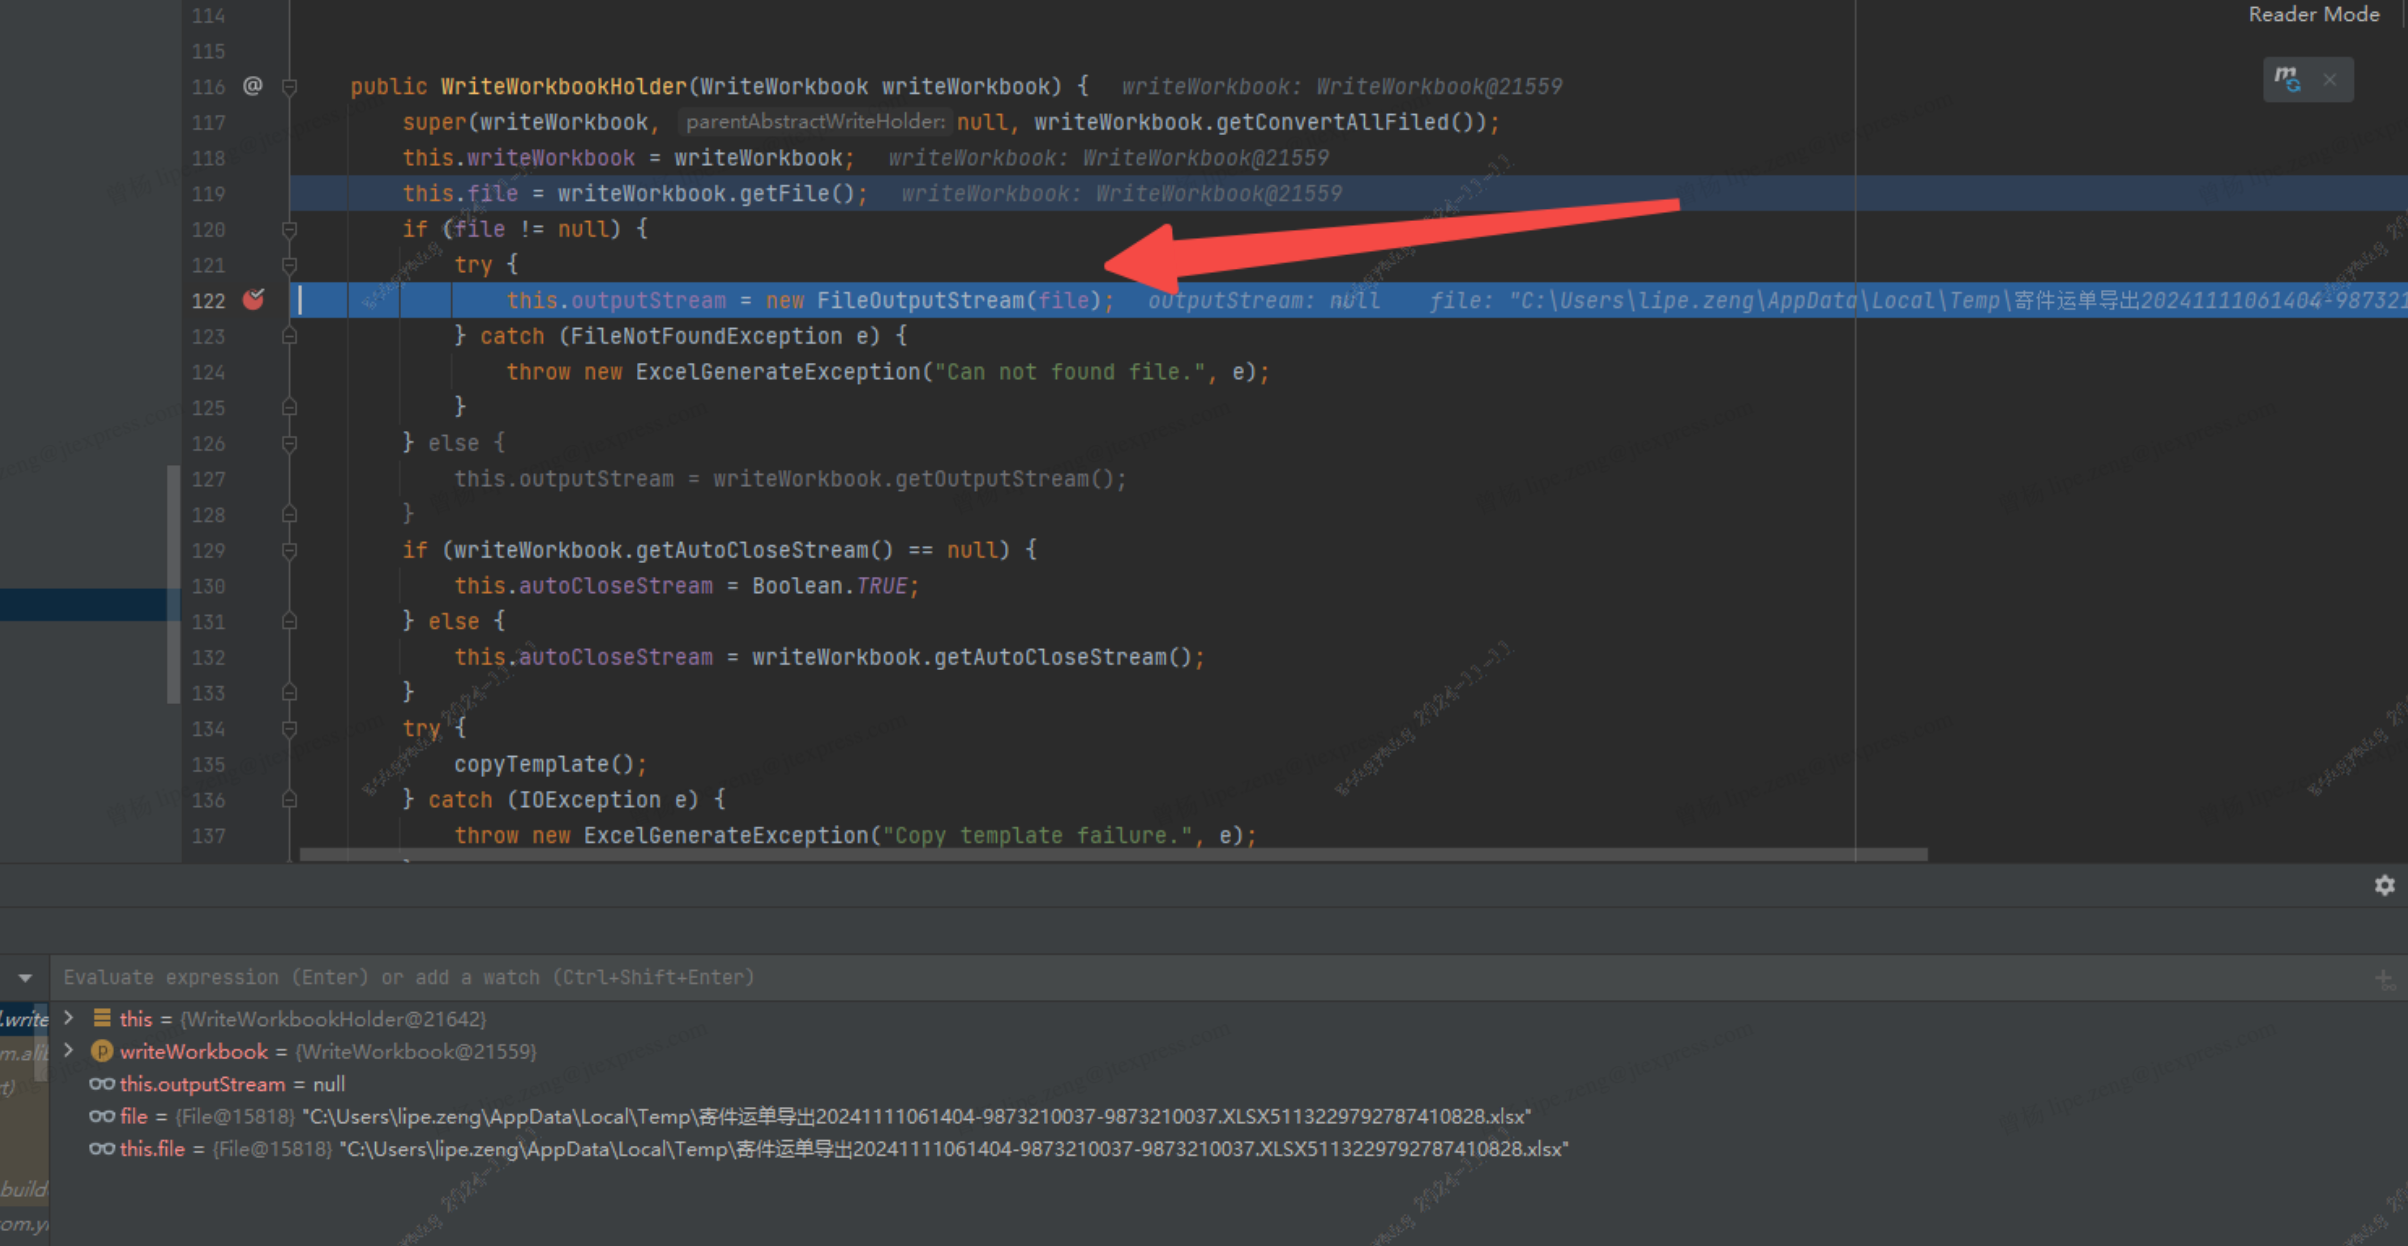 Reader Mode
114
115
116 @ public WriteWorkbookHolder(WriteWorkbook writeWorkbook) { writeWorkbook: WriteWorkbook@21559
117 super(writeWorkbook, parentAbstractWriteHolder: null, writeWorkbook.getConvertAllFiled());
118 this.writeWorkbook = writeWorkbook; writeWorkbook: WriteWorkbook@21559
119 this.file = writeWorkbook.getFile(); writeWorkbook: WriteWorkbook@21559
120 if (file != null) {
121 try {
122 this.outputStream = new FileOutputStream(file); outputStream: null file: "C:\Users\lipe.zeng\AppData\Local\Temp\寄件运单导出20241111061404-987321
123 } catch (FileNotFoundException e) {
124 throw new ExcelGenerateException("Can not found file.", e);
125 }
126 } else {
127 this.outputStream = writeWorkbook.getOutputStream();
128 }
129 if (writeWorkbook.getAutoCloseStream() == null) {
130 this.autoCloseStream = Boolean.TRUE;
131 } else {
132 this.autoCloseStream = writeWorkbook.getAutoCloseStream();
133 }
134 try {
135 copyTemplate();
136 } catch (IOException e) {
137 throw new ExcelGenerateException("Copy template failure.", e);
Evaluate expression (Enter) or add a watch (Ctrl+Shift+Enter)
.write
this = {WriteWorkbookHolder@21642}
m.alib
writeWorkbook = {WriteWorkbook@21559}
this.outputStream = null
file = {File@15818} "C:\Users\lipe.zeng\AppData\Local\Temp\寄件运单导出20241111061404-9873210037-9873210037.XLSX5113229792787410828.xlsx"
this.file = {File@15818} "C:\Users\lipe.zeng\AppData\Local\Temp\寄件运单导出20241111061404-9873210037-9873210037.XLSX5113229792787410828.xlsx"
build